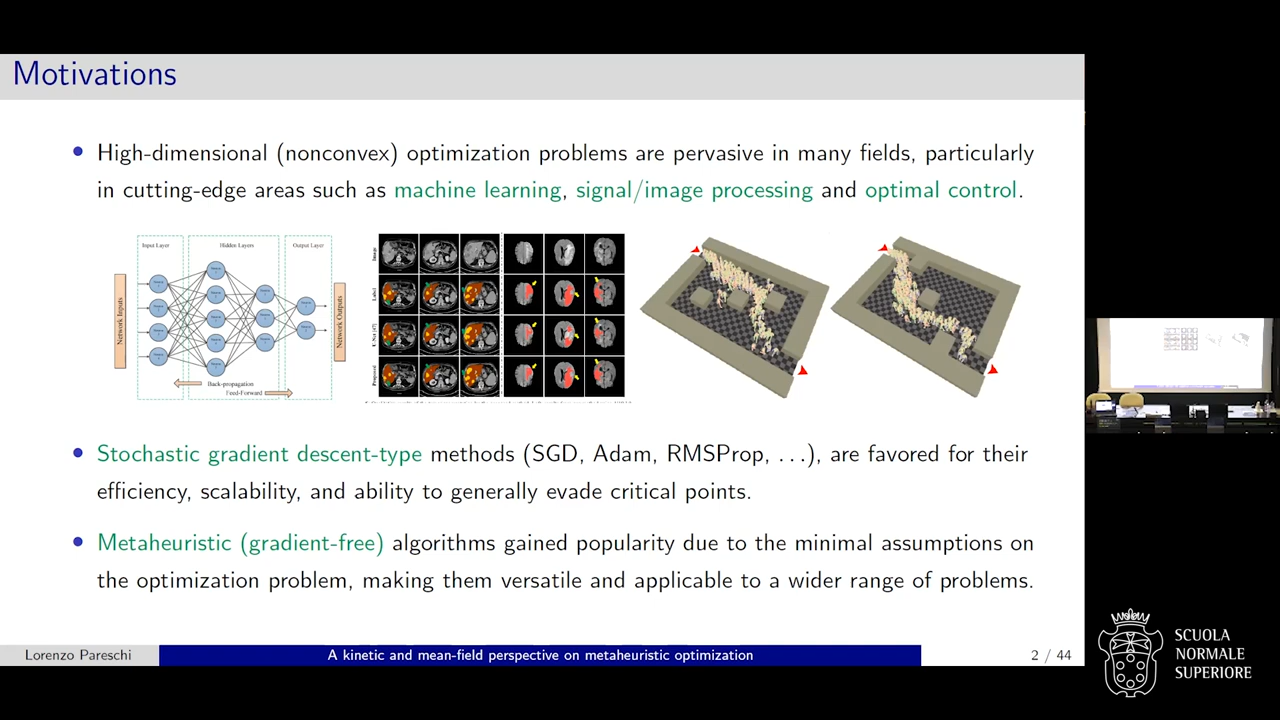 Motivations
• High-dimensional (nonconvex) optimization problems are pervasive in many fields, particularly
in cutting-edge areas such as machine learning, signal/image processing and optimal control.
Input Layer
Hidden Layers
Output Layer
Network Inputs
Network Outputs
Back-propagation
Feed-Forward
Image
Label
U-Net [47]
Proposed
• Stochastic gradient descent-type methods (SGD, Adam, RMSProp, ...), are favored for their
efficiency, scalability, and ability to generally evade critical points.
• Metaheuristic (gradient-free) algorithms gained popularity due to the minimal assumptions on
the optimization problem, making them versatile and applicable to a wider range of problems.
Lorenzo Pareschi
A kinetic and mean-field perspective on metaheuristic optimization
2 / 44
SCUOLA
NORMALE
SUPERIORE